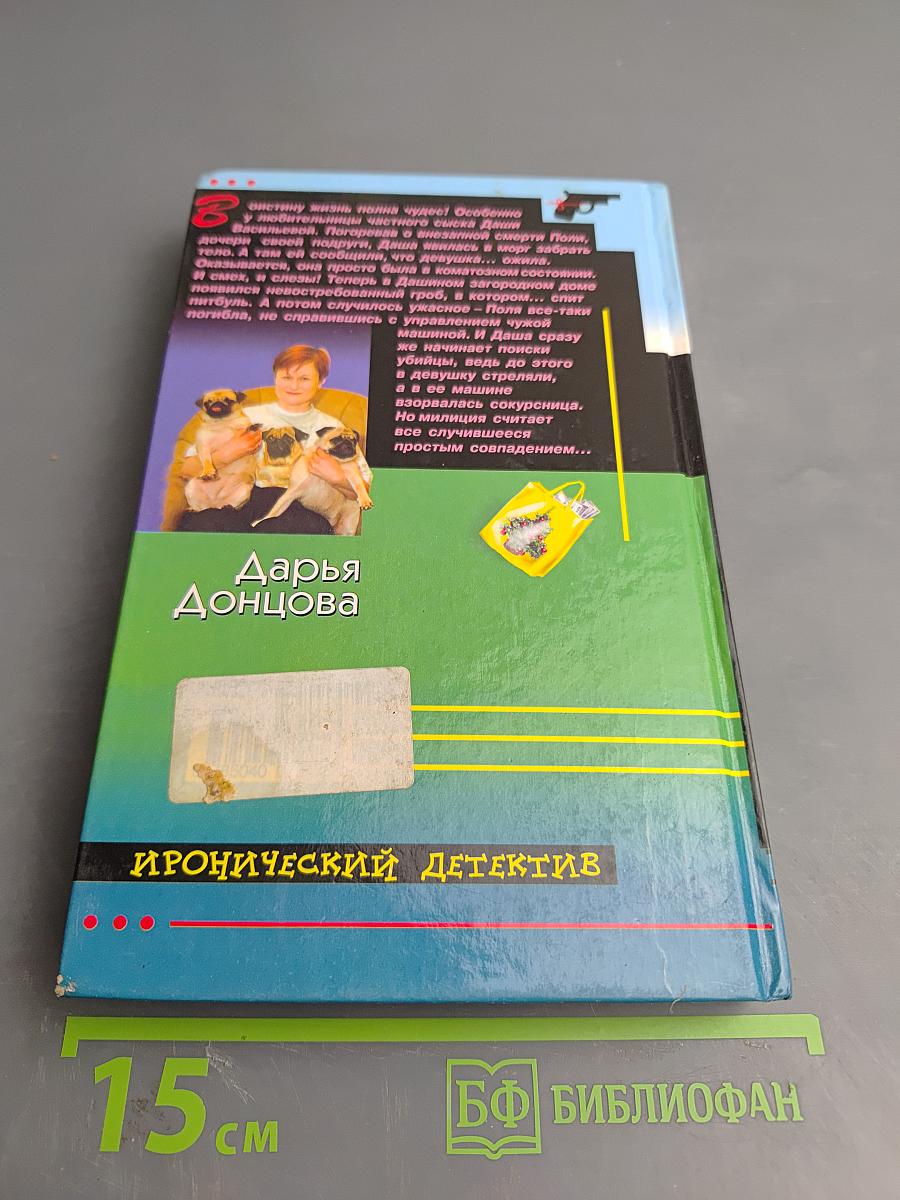 Воистину жизнь полна чудес! Особенно
у любительницы частного сыска Даши
Васильевой. Погоревав о внезапной смерти Поли,
дочери своей подруги, Даша явилась в морг забрать
тело. А там ей сообщили, что девушка... ожила.
Оказывается, она просто была в коматозном состоянии.
И смех, и слезы! Теперь в Дашином загородном доме
появился невостребованный гроб, в котором... спит
питбуль. А потом случилось ужасное – Поля все-таки
погибла, не справившись с управлением чужой
машиной. И Даша сразу
же начинает поиски
убийцы, ведь до этого
в девушку стреляли,
а в ее машине
взорвалась сокурсница.
Но милиция считает
все случившееся
простым совпадением...
Дарья
Донцова
ИРОНИЧЕСКИЙ ДЕТЕКТИВ
15 см
БФ БИБЛИОФАН